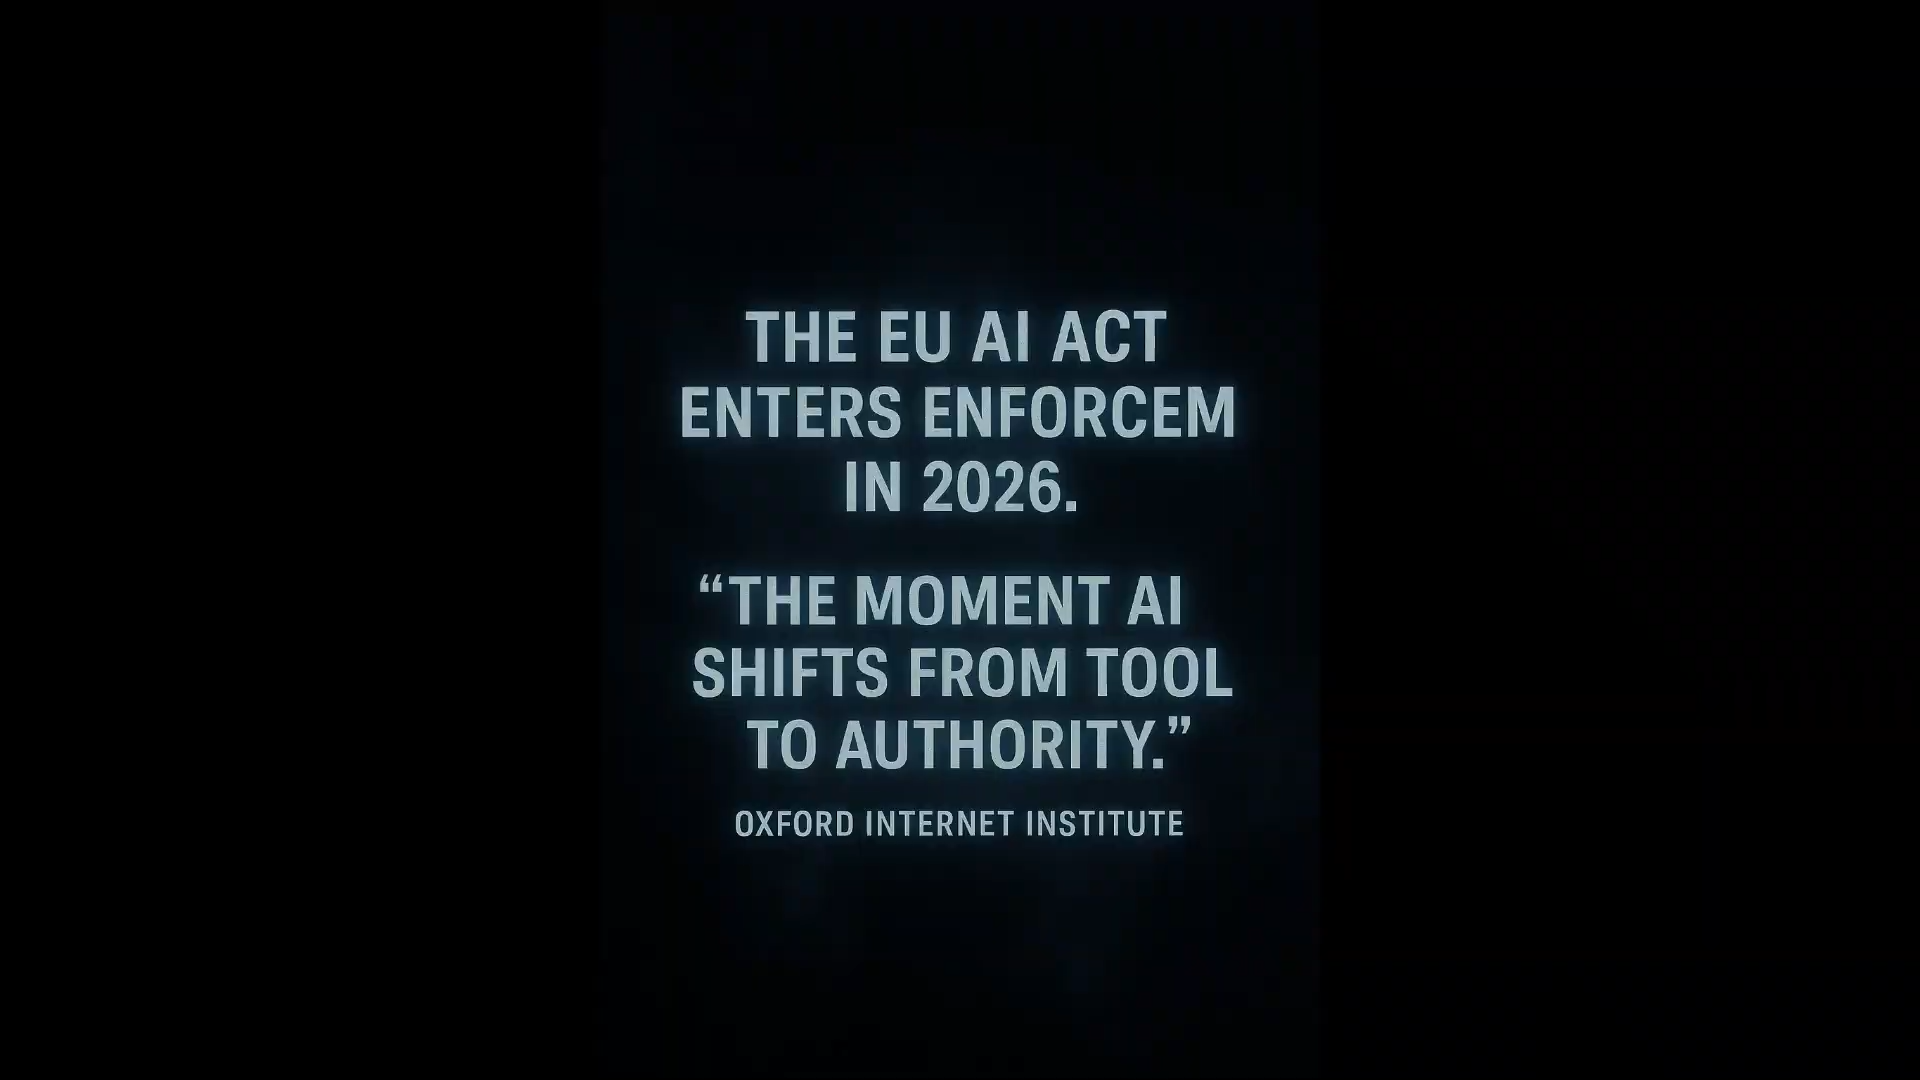 THE EU AI ACT
ENTERS ENFORCEM
IN 2026.
“THE MOMENT AI
SHIFTS FROM TOOL
TO AUTHORITY.”
OXFORD INTERNET INSTITUTE